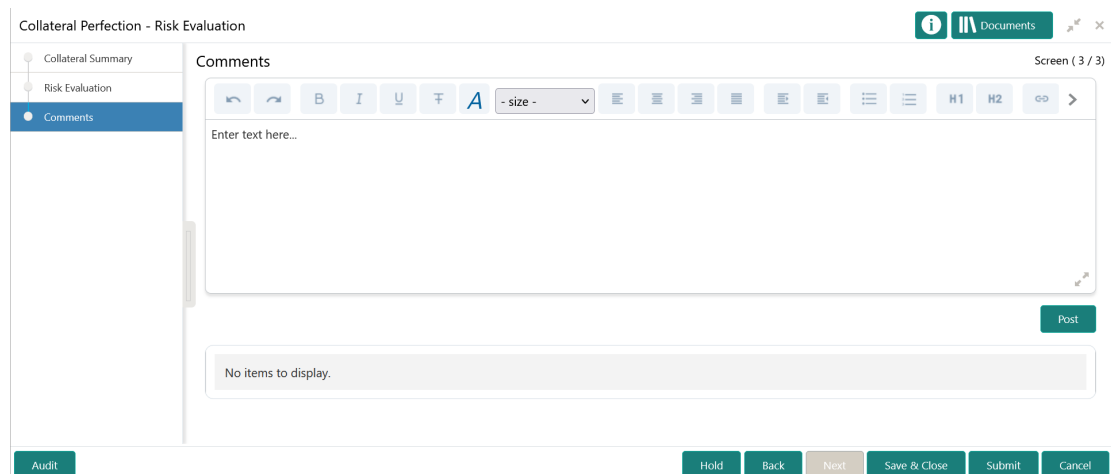 Collateral Perfection - Risk Evaluation
Documents
Collateral Summary
Risk Evaluation
Comments
Comments
Screen ( 3 / 3)
B I U T A - size - H1 H2
Enter text here...
Post
No items to display.
Audit
Hold Back Next Save & Close Submit Cancel